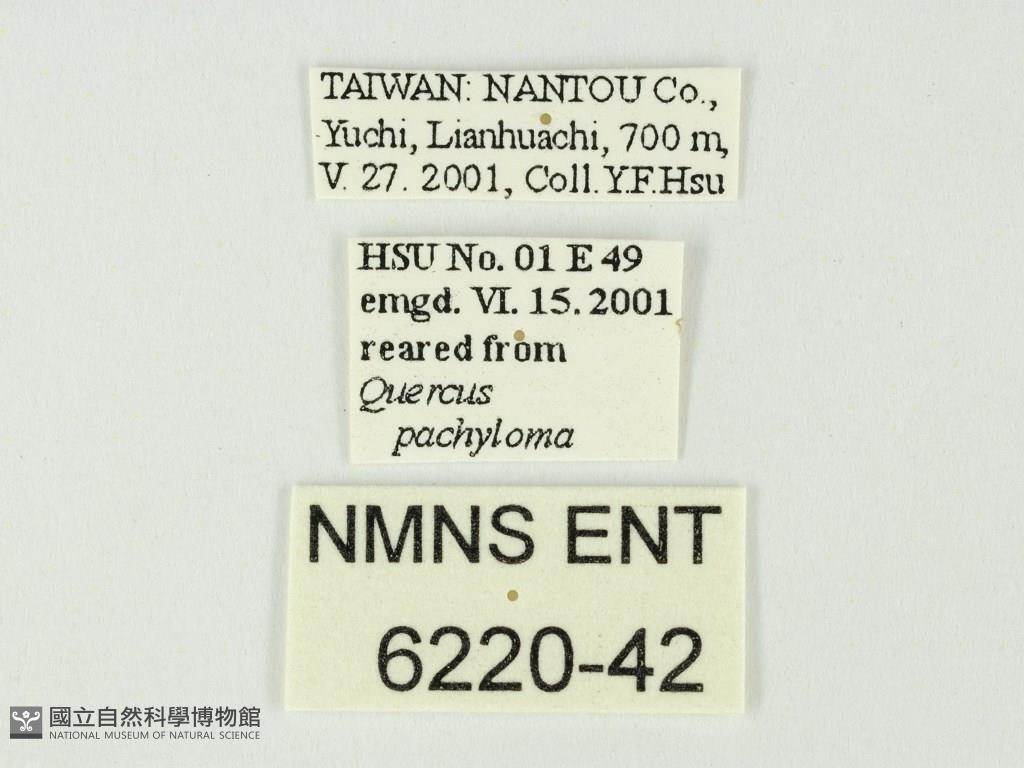 TAIWAN: NANTOU Co.,
Yuchi, Lianhuachi, 700 m,
V. 27. 2001, Coll. Y.F.Hsu
HSU No. 01 E 49
emgd. VI. 15. 2001
reared from
Quercus
pachyloma
NMNS ENT
6220-42
國立自然科學博物館
NATIONAL MUSEUM OF NATURAL SCIENCE